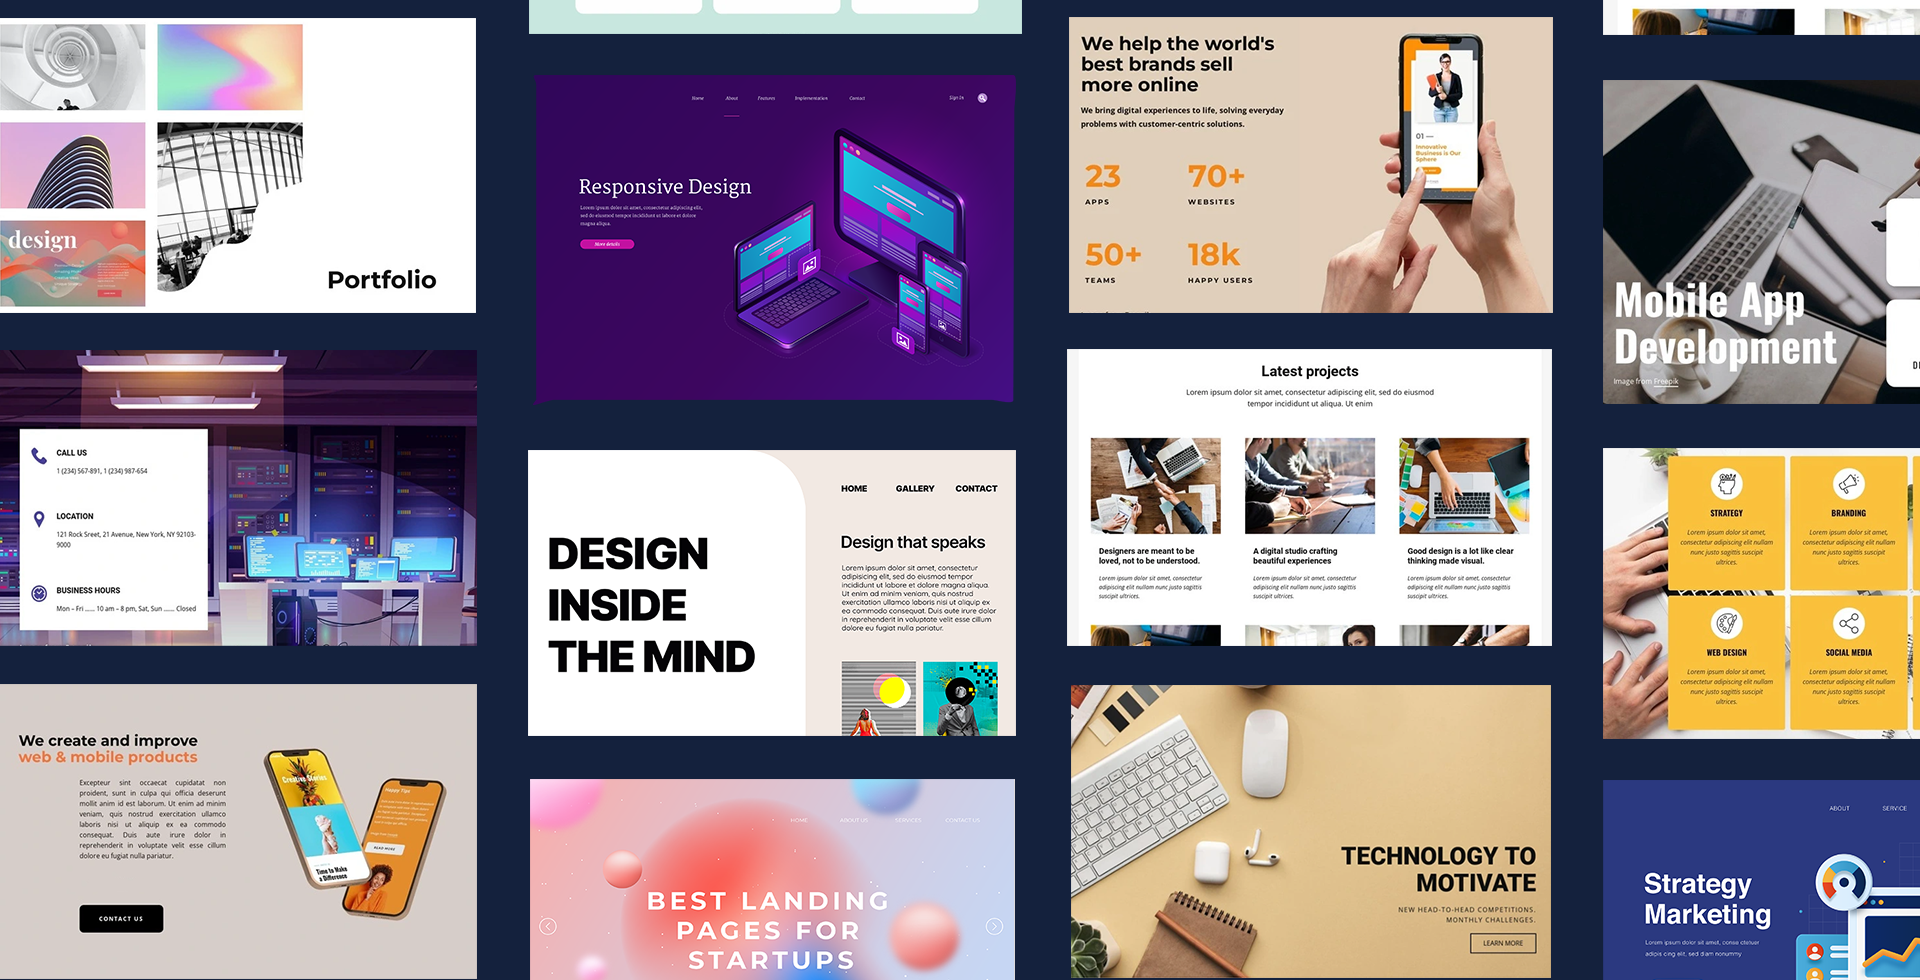 design
Portfolio
CALL US
1 (234) 567-891, 1 (234) 987-654
LOCATION
121 Rock Sreet, 21 Avenue, New York, NY 92103-
9000
BUSINESS HOURS
Mon – Fri ...... 10 am – 8 pm, Sat, Sun ...... Closed
We create and improve
web & mobile products
Excepteur sint occaecat cupidatat non
proident, sunt in culpa qui officia deserunt
mollit anim id est laborum. Ut enim ad minim
veniam, quis nostrud exercitation ullamco
laboris nisi ut aliquip ex ea commodo
consequat. Duis aute irure dolor in
reprehenderit in voluptate velit esse cillum
dolore eu fugiat nulla pariatur.
CONTACT US
Creative Stories
Time to Make
a Difference
Happy Tips
READ MORE
Home About Features Implementation Contact Sign In
Responsive Design
Lorem ipsum dolor sit amet, consectetur adipiscing elit,
sed do eiusmod tempor incididunt ut labore et dolore
magna aliqua.
More details
HOME GALLERY CONTACT
DESIGN
INSIDE
THE MIND
Design that speaks
Lorem ipsum dolor sit amet, consectetur
adipiscing elit, sed do eiusmod tempor
incididunt ut labore et dolore magna aliqua.
Ut enim ad minim veniam, quis nostrud
exercitation ullamco laboris nisi ut aliquip ex
ea commodo consequat. Duis aute irure dolor
in reprehenderit in voluptate velit esse cillum
dolore eu fugiat nulla pariatur.
HOME ABOUT US SERVICES CONTACT US
BEST LANDING
PAGES FOR
STARTUPS
We help the world's
best brands sell
more online
We bring digital experiences to life, solving everyday
problems with customer-centric solutions.
23
APPS
70+
WEBSITES
50+
TEAMS
18k
HAPPY USERS
01
Innovative
Business Is Our
Sphere
Latest projects
Lorem ipsum dolor sit amet, consectetur adipiscing elit, sed do eiusmod
tempor incididunt ut aliqua. Ut enim
Designers are meant to be
loved, not to be understood.
Lorem ipsum dolor sit amet, consectetur
adipiscing elit nullam nunc justo sagittis
suscipit ultrices.
A digital studio crafting
beautiful experiences
Lorem ipsum dolor sit amet, consectetur
adipiscing elit nullam nunc justo sagittis
suscipit ultrices.
Good design is a lot like clear
thinking made visual.
Lorem ipsum dolor sit amet, consectetur
adipiscing elit nullam nunc justo sagittis
suscipit ultrices.
TECHNOLOGY TO
MOTIVATE
NEW HEAD-TO-HEAD COMPETITIONS.
MONTHLY CHALLENGES.
LEARN MORE
Mobile App
Development
Image from Freepik
STRATEGY
Lorem ipsum dolor sit amet,
consectetur adipiscing elit nullam
nunc justo sagittis suscipit
ultrices.
BRANDING
Lorem ipsum dolor sit amet,
consectetur adipiscing elit nullam
nunc justo sagittis suscipit
ultrices.
WEB DESIGN
Lorem ipsum dolor sit amet,
consectetur adipiscing elit nullam
nunc justo sagittis suscipit
ultrices.
SOCIAL MEDIA
Lorem ipsum dolor sit amet,
consectetur adipiscing elit nullam
nunc justo sagittis suscipit
ultrices.
ABOUT SERVICE
Strategy
Marketing
Lorem ipsum dolor sit amet, conse ctetuer
adipis cing elit, sed diam nonummy